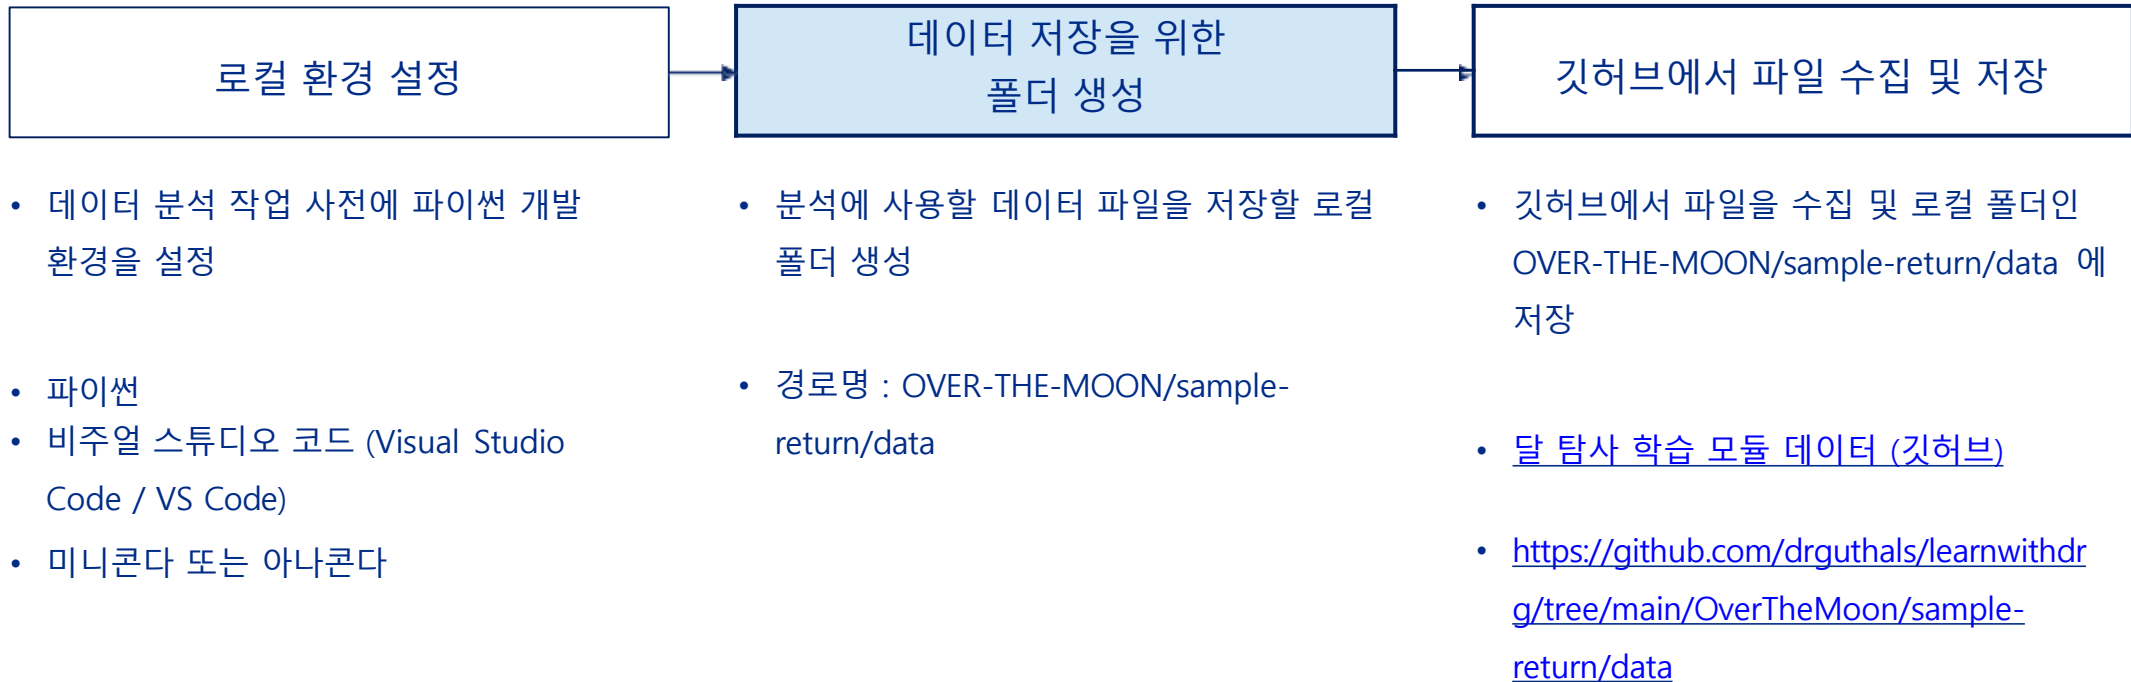 로컬 환경 설정
데이터 저장을 위한
폴더 생성
깃허브에서 파일 수집 및 저장
• 데이터 분석 작업 사전에 파이썬 개발
환경을 설정
• 파이썬
• 비주얼 스튜디오 코드 (Visual Studio
Code / VS Code)
• 미니콘다 또는 아나콘다
• 분석에 사용할 데이터 파일을 저장할 로컬
폴더 생성
• 경로명 : OVER-THE-MOON/sample-
return/data
• 깃허브에서 파일을 수집 및 로컬 폴더인
OVER-THE-MOON/sample-return/data 에
저장
• 달 탐사 학습 모듈 데이터 (깃허브)
• https://github.com/drguthals/learnwithdr
g/tree/main/OverTheMoon/sample-
return/data